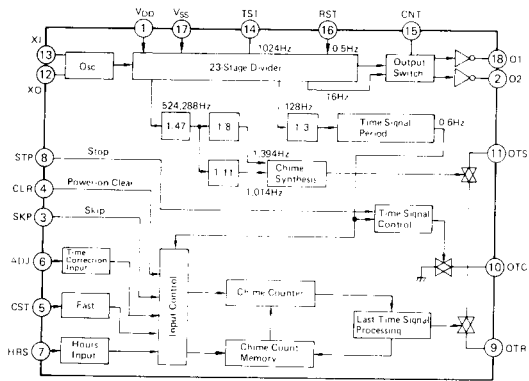 VDD
VSS
TST
RST
CNT
1
17
14
16
15
XI
13
1024Hz
0.5Hz
XO
12
Osc
23-Stage Divider
Output Switch
18
O1
2
O2
16Hz
524,288Hz
128Hz
1.47
1.8
1.3
Time Signal Period
0.6Hz
STP
8
Stop
1,394Hz
11
OTS
1.11
Chime Synthesis
CLR
4
Power-on Clear
1,014Hz
SKP
3
Skip
Time Signal Control
ADJ
6
Time Correction Input
10
OTC
Input Control
CST
5
Fast
Chime Counter
Last Time Signal Processing
HRS
7
Hours Input
Chime Count Memory
9
OTR